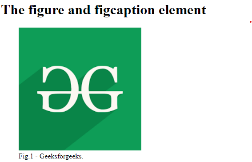 The figure and figcaption element
Fig.1 - Geeksforgeeks.